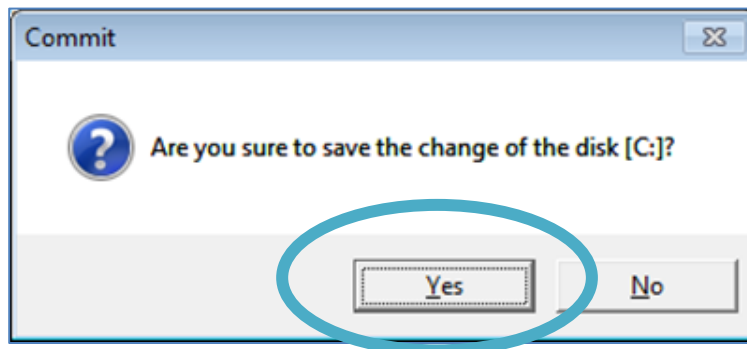 Commit
Are you sure to save the change of the disk [C:]?
Yes
No